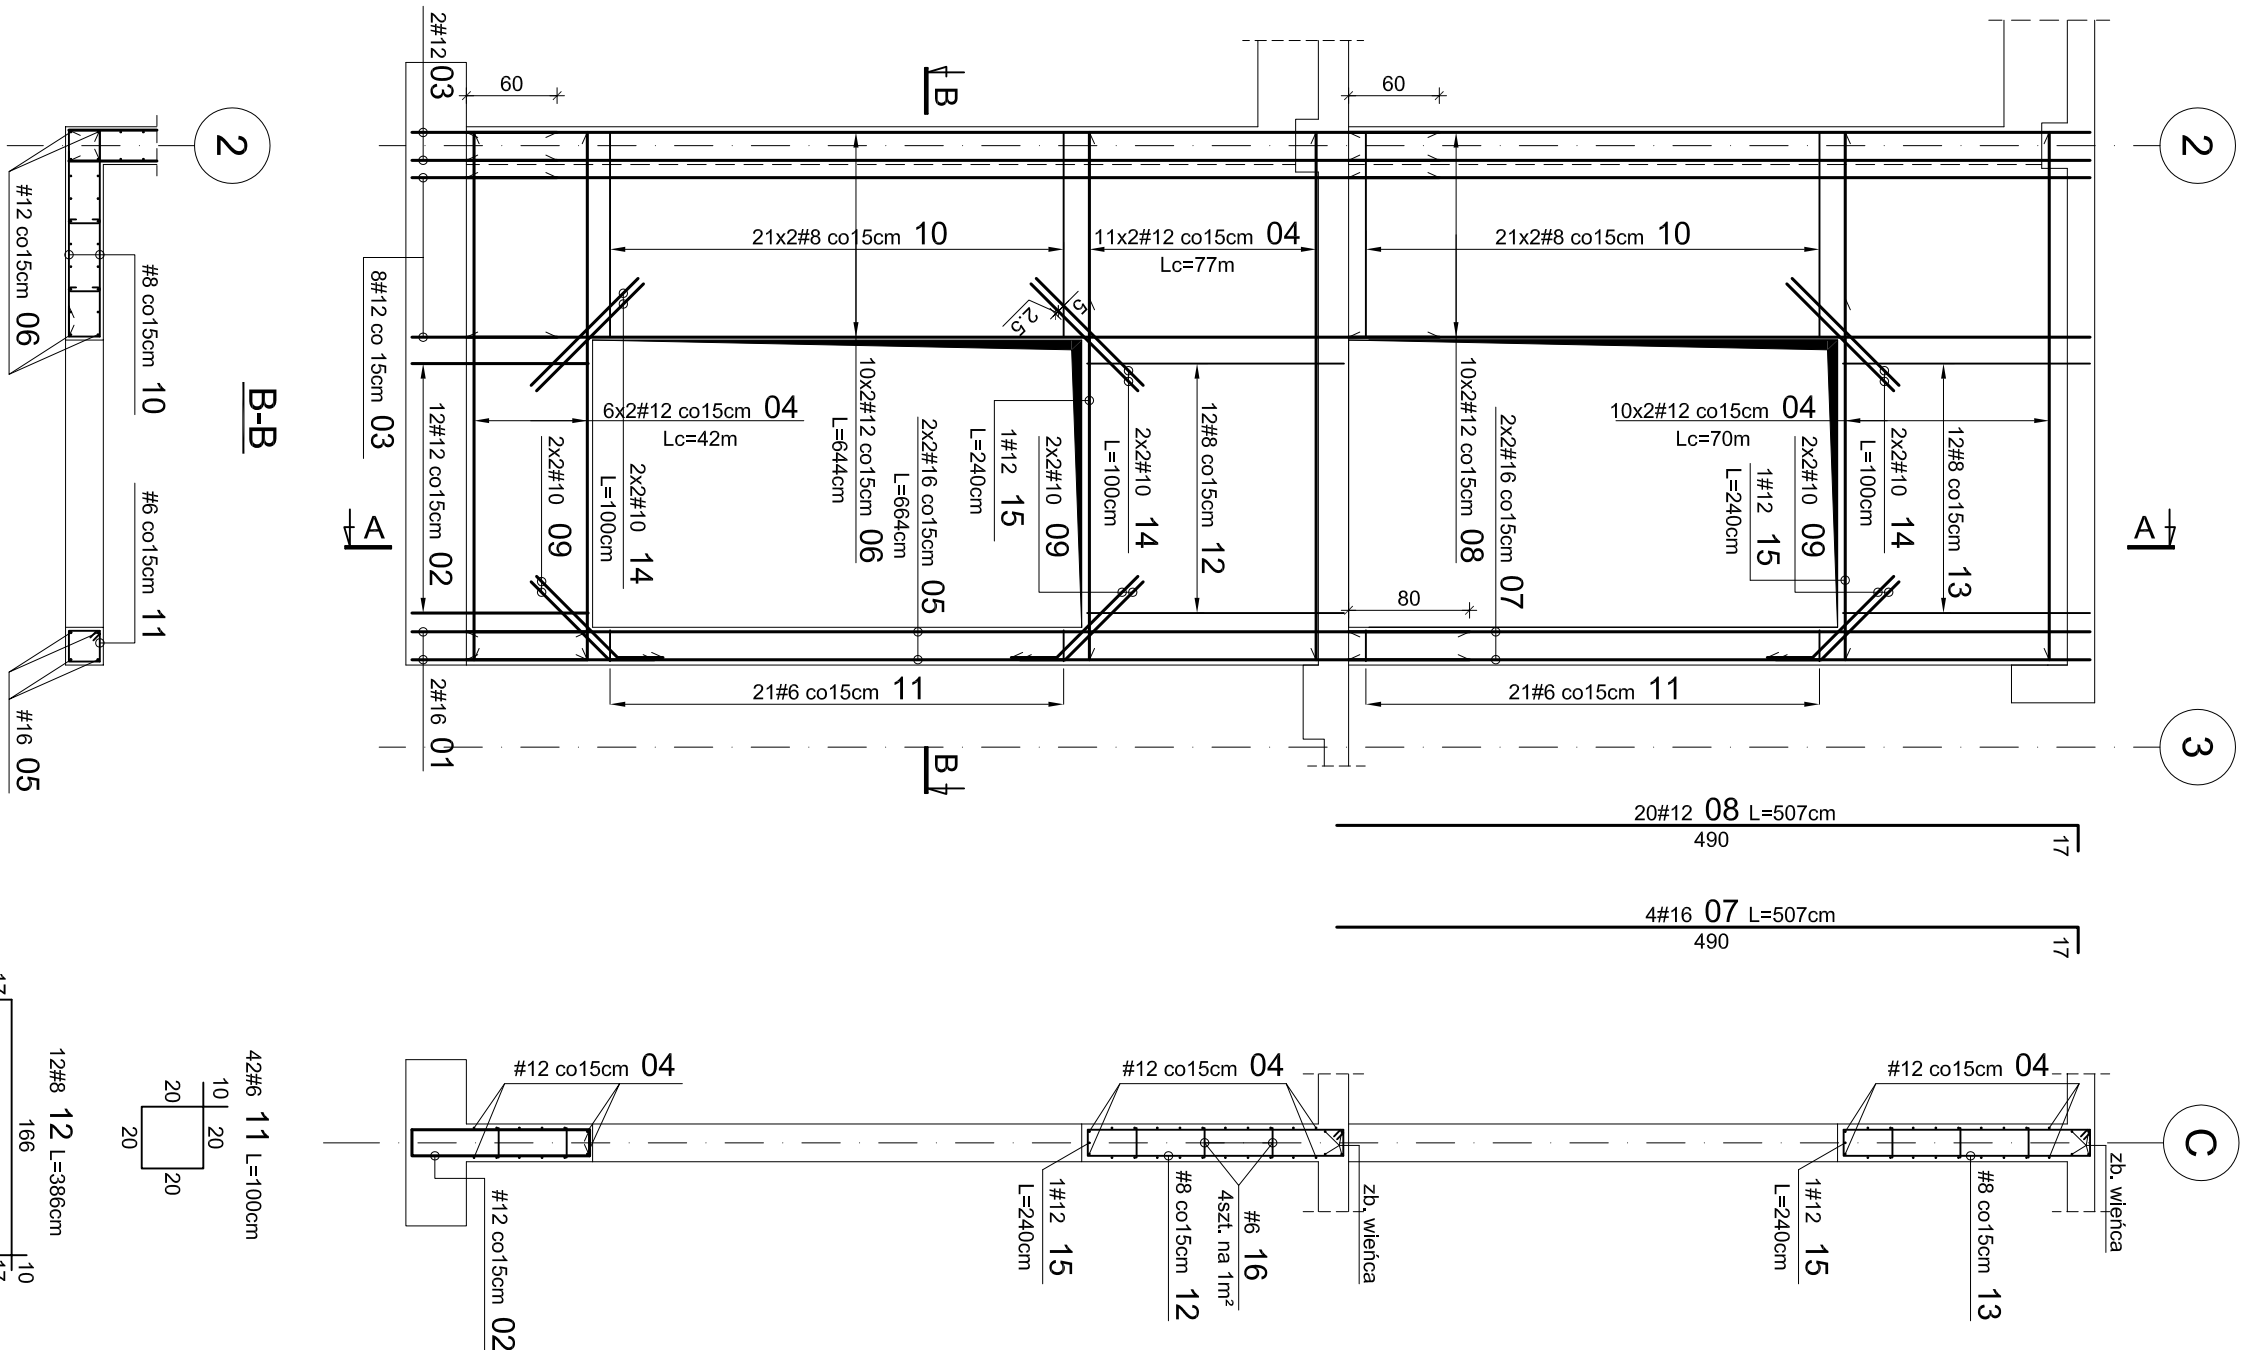 2#12 03
60
B
60
2
2
21x2#8 co15cm 10
11x2#12 co15cm 04
Lc=77m
21x2#8 co15cm 10
5
2.5
#12 co15cm 06
#8 co15cm 10
B-B
8#12 co 15cm 03
12#12 co15cm 02
6x2#12 co15cm 04
Lc=42m
2x2#10 09
2x2#10 14
L=100cm
10x2#12 co15cm 06
L=644cm
2x2#16 co15cm 05
L=664cm
1#12 15
L=240cm
2x2#10 09
2x2#10 14
L=100cm
12#8 co15cm 12
10x2#12 co15cm 08
2x2#16 co15cm 07
80
10x2#12 co15cm 04
Lc=70m
1#12 15
L=240cm
2x2#10 09
2x2#10 14
L=100cm
12#8 co15cm 13
A
A
#6 co15cm 11
#16 05
2#16 01
21#6 co15cm 11
21#6 co15cm 11
B
3
20#12 08 L=507cm
490
17
4#16 07 L=507cm
490
17
17
166
10
17
12#8 12 L=386cm
42#6 11 L=100cm
10
20
20
20
20
#12 co15cm 04
#12 co15cm 04
#12 co15cm 04
C
#12 co15cm 02
1#12 15
L=240cm
#8 co15cm 12
#6 16
4szt. na 1m²
zb. wieńca
1#12 15
L=240cm
#8 co15cm 13
zb. wieńca